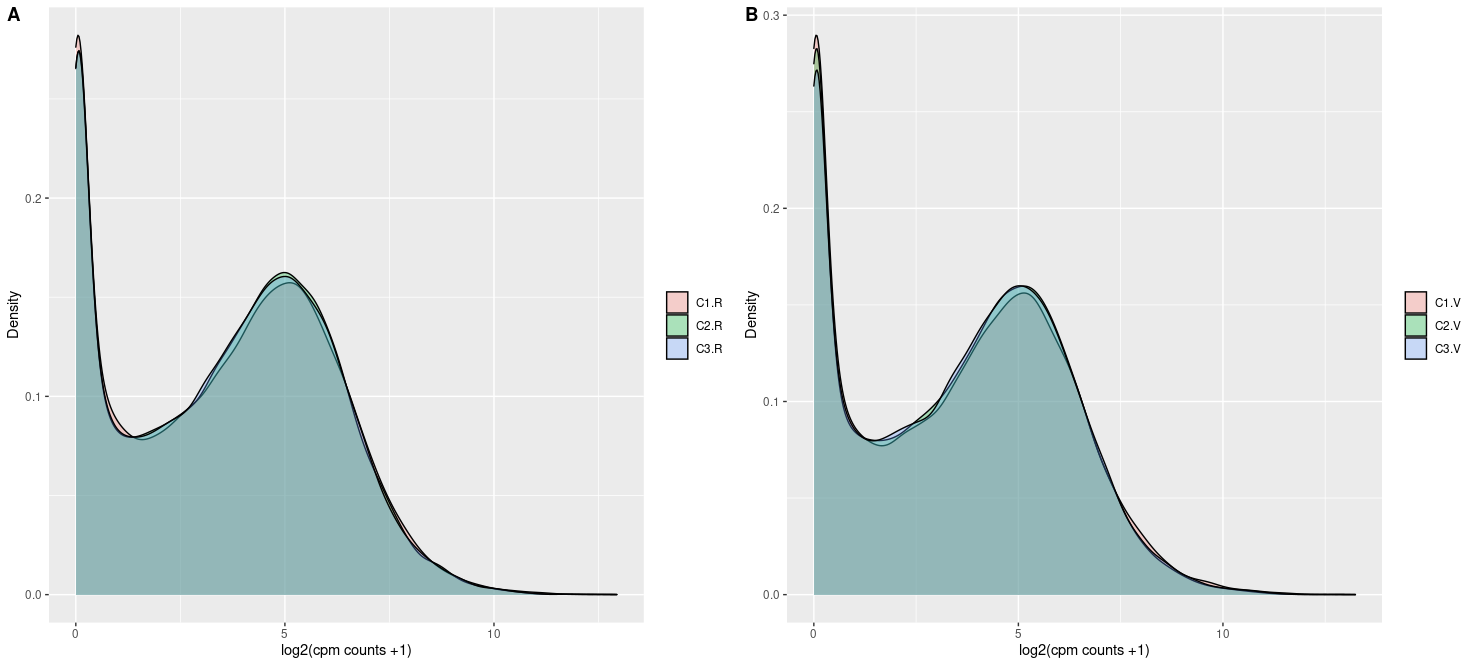 A
Density
0.2
0.1
0.0
0
5
10
log2(cpm counts +1)
C1.R
C2.R
C3.R
B
Density
0.3
0.2
0.1
0.0
0
5
10
log2(cpm counts +1)
C1.V
C2.V
C3.V